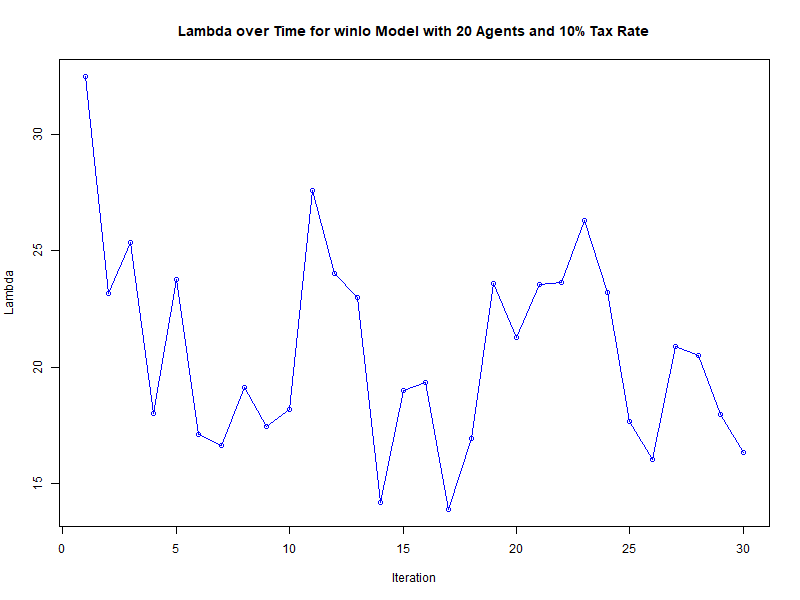 Lambda over Time for winlo Model with 20 Agents and 10% Tax Rate
30
25
20
15
Lambda
0 5 10 15 20 25 30
Iteration